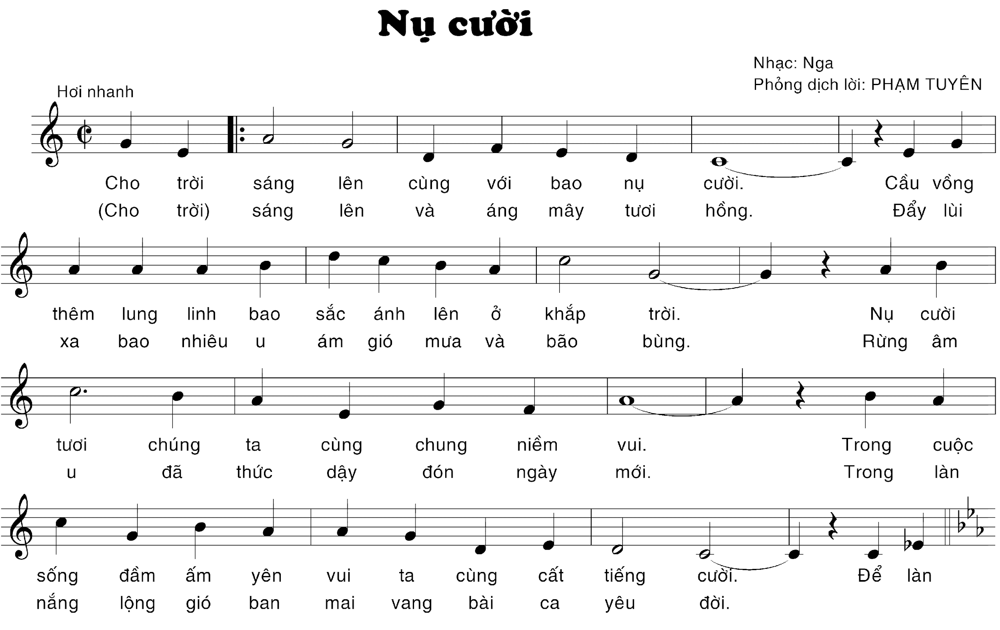 Nụ cười
Nhạc: Nga
Phỏng dịch lời: PHẠM TUYÊN
Hơi nhanh
Cho trời sáng lên cùng với bao nụ cười. Cầu vồng
(Cho trời) sáng lên và áng mây tươi hồng. Đẩy lùi
thêm lung linh bao sắc ánh lên ở khắp trời. Nụ cười
xa bao nhiêu u ám gió mưa và bão bùng. Rừng âm
tươi chúng ta cùng chung niềm vui. Trong cuộc
u đã thức dậy đón ngày mới. Trong làn
sống đầm ấm yên vui ta cùng cất tiếng cười. Để làn
nắng lộng gió ban mai vang bài ca yêu đời.